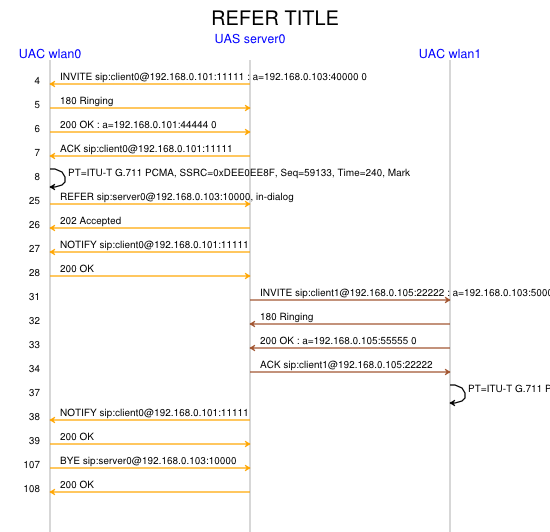 REFER TITLE
UAS server0
UAC wlan0 UAC wlan1
4 INVITE sip:client0@192.168.0.101:11111 : a=192.168.0.103:40000 0
5 180 Ringing
6 200 OK : a=192.168.0.101:44444 0
7 ACK sip:client0@192.168.0.101:11111
8 PT=ITU-T G.711 PCMA, SSRC=0xDEE0EE8F, Seq=59133, Time=240, Mark
25 REFER sip:server0@192.168.0.103:10000, in-dialog
26 202 Accepted
27 NOTIFY sip:client0@192.168.0.101:11111
28 200 OK
31 INVITE sip:client1@192.168.0.105:22222 : a=192.168.0.103:5000
32 180 Ringing
33 200 OK : a=192.168.0.105:55555 0
34 ACK sip:client1@192.168.0.105:22222
37 PT=ITU-T G.711 P
38 NOTIFY sip:client0@192.168.0.101:11111
39 200 OK
107 BYE sip:server0@192.168.0.103:10000
108 200 OK